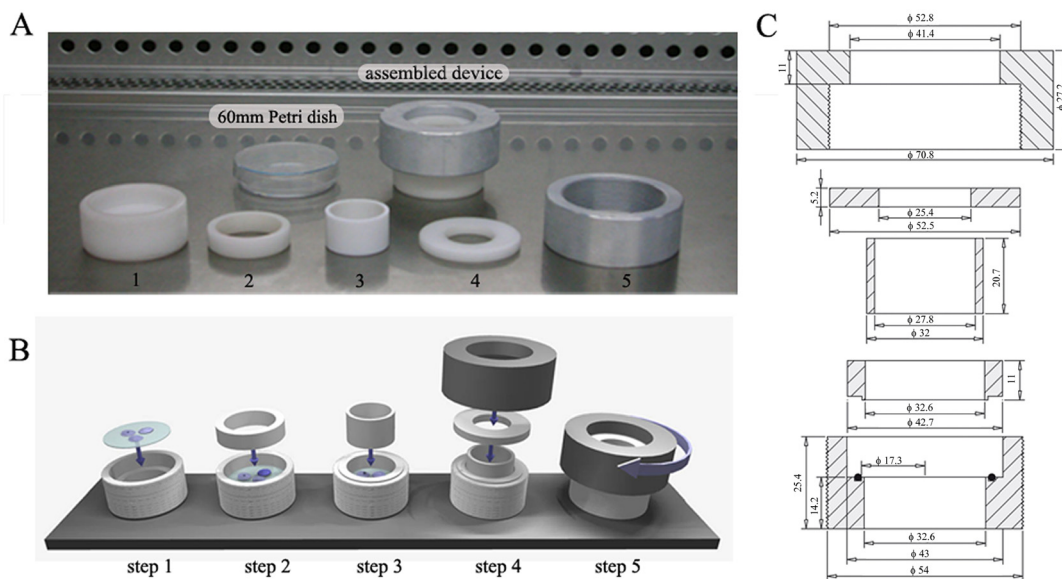 A
assembled device
60mm Petri dish
1 2 3 4 5
B
step 1 step 2 step 3 step 4 step 5
C
ϕ 52.8
ϕ 41.4
11
ϕ 27.2
ϕ 70.8
5.2
ϕ 25.4
ϕ 52.5
20.7
ϕ 27.8
ϕ 32
11
ϕ 32.6
ϕ 42.7
ϕ 17.3
25.4
14.2
ϕ 32.6
ϕ 43
ϕ 54